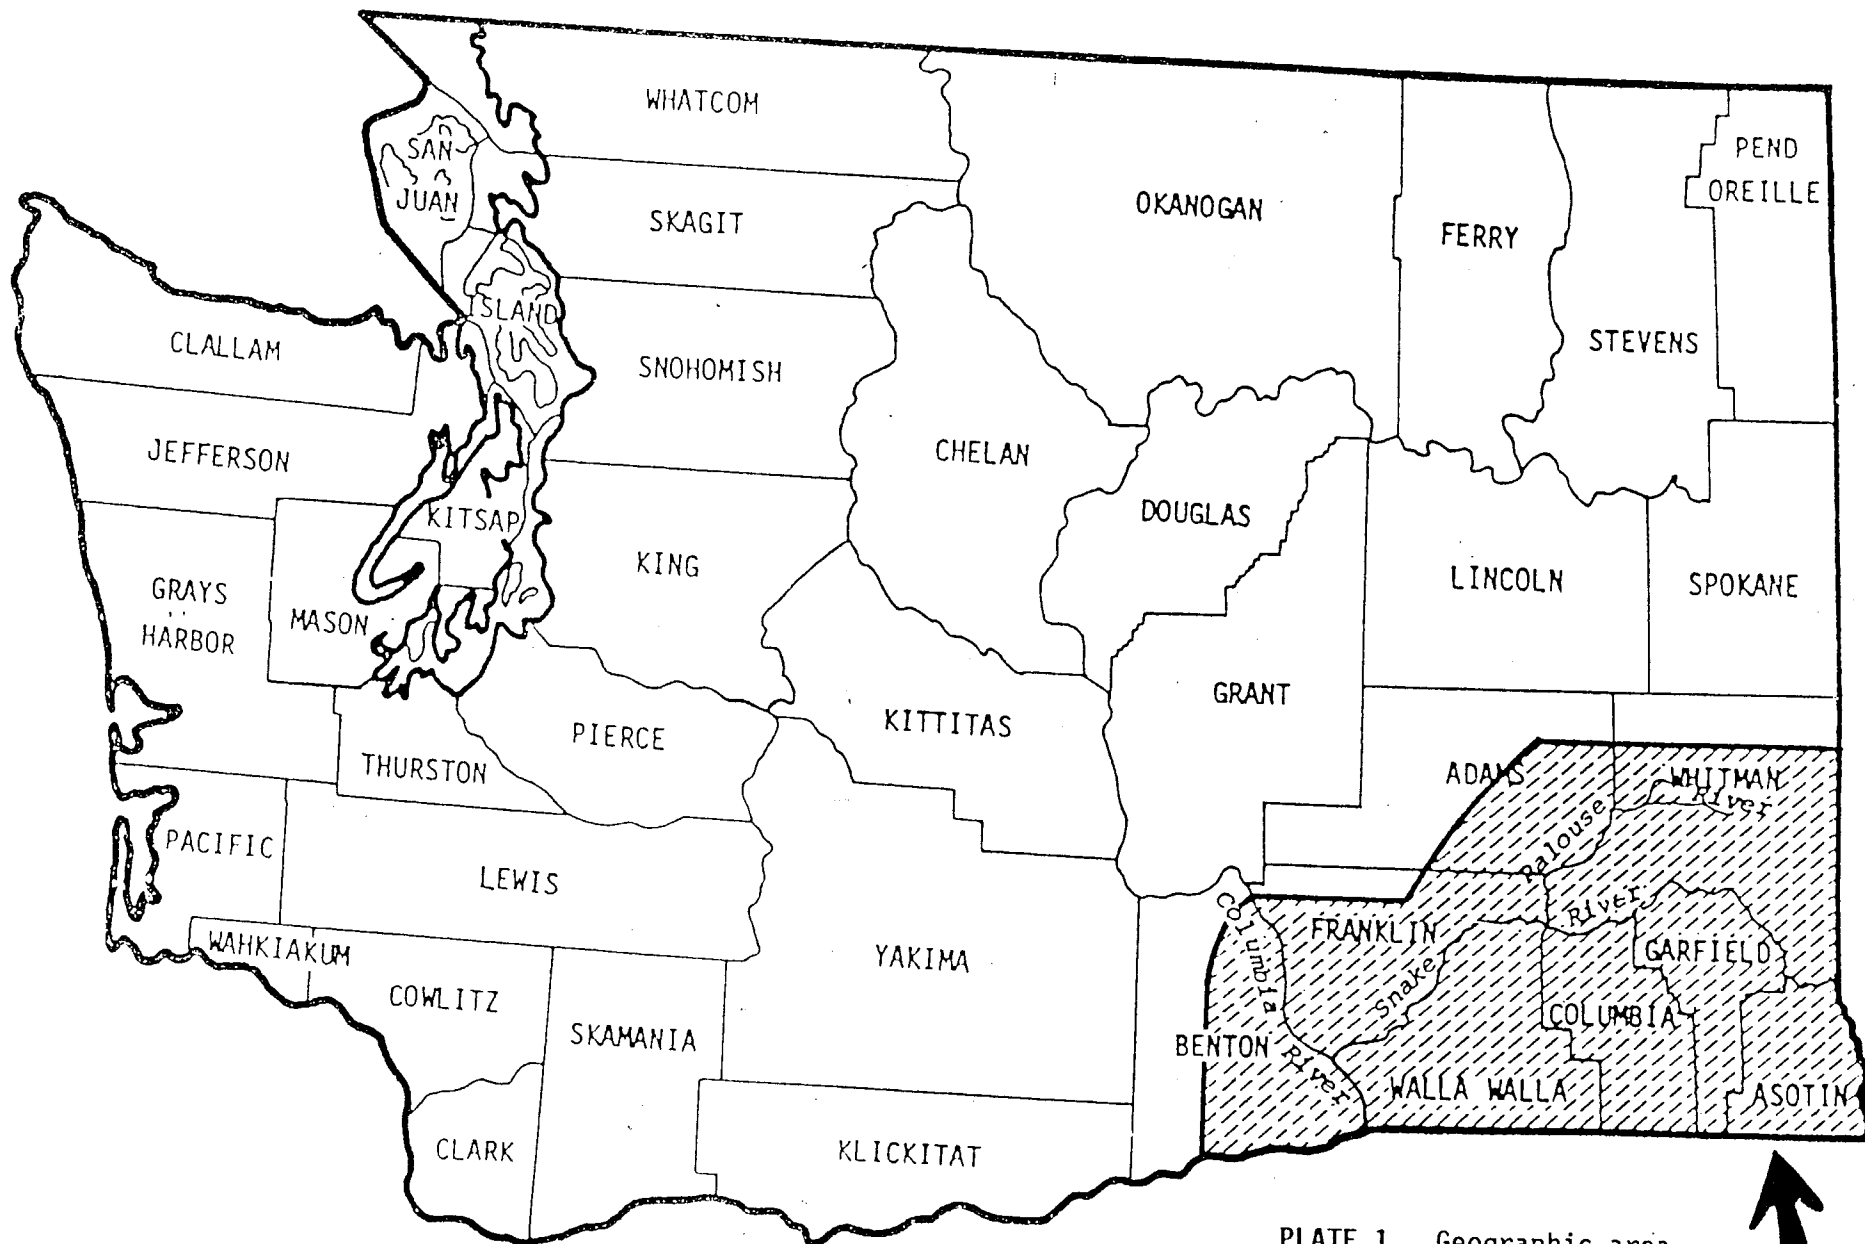 WHATCOM
SAN
JUAN
SKAGIT
OKANOGAN
FERRY
PEND
OREILLE
ISLAND
CLALLAM
SNOHOMISH
STEVENS
JEFFERSON
CHELAN
DOUGLAS
KITSAP
KING
LINCOLN
SPOKANE
GRAYS
HARBOR
MASON
GRANT
KITTITAS
PIERCE
THURSTON
ADAMS
WHITMAN
River
Palouse
PACIFIC
LEWIS
River
Columbia
FRANKLIN
WAHKIAKUM
YAKIMA
GARFIELD
Snake
COWLITZ
COLUMBIA
SKAMANIA
BENTON
River
WALLA WALLA
ASOTIN
CLARK
KLICKITAT
PLATE 1. Geographic area